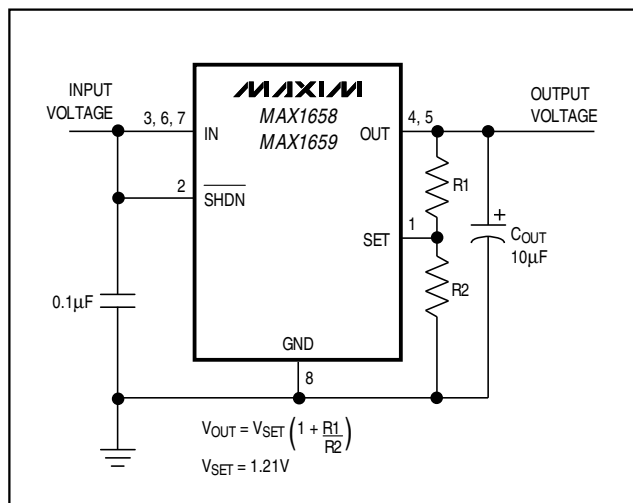 MAXIM
INPUT
VOLTAGE
OUTPUT
VOLTAGE
3, 6, 7
IN
MAX1658
MAX1659
OUT
4, 5
2
SHDN
R1
SET
1
+
COUT
10µF
R2
0.1µF
GND
8
VOUT = VSET (1 + R1/R2)
VSET = 1.21V